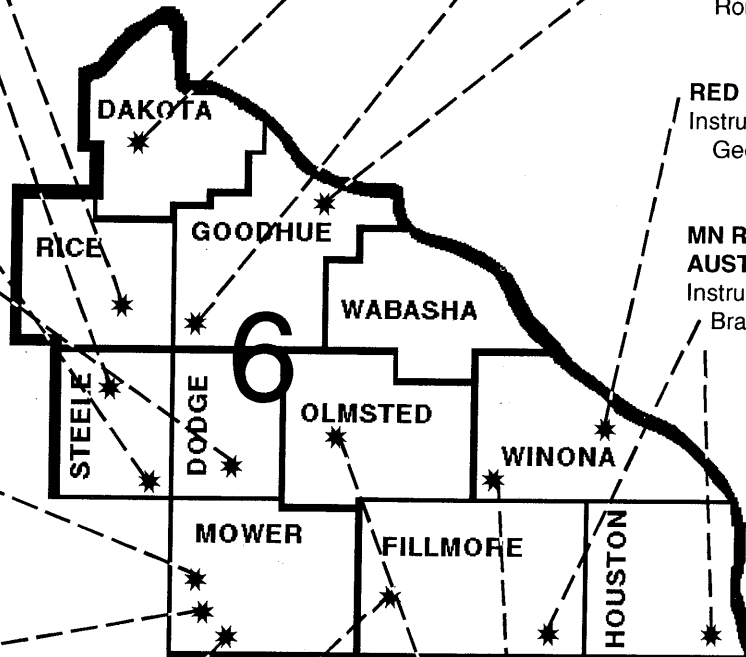 Ro
DAKOTA
RED
Instru
Geo
GOODHUE
RICE
MN R
AUST
Instru
Bra
WABASHA
6
STEELE
DODGE
OLMSTED
WINONA
MOWER
FILLMORE
HOUSTON